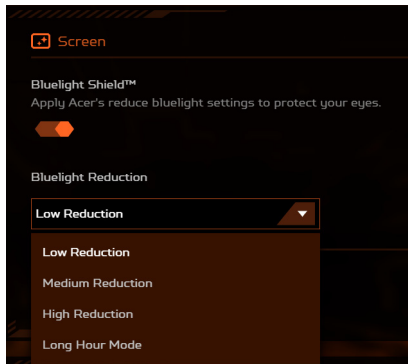 Screen
Bluelight Shield™
Apply Acer's reduce bluelight settings to protect your eyes.
Bluelight Reduction
Low Reduction
Low Reduction
Medium Reduction
High Reduction
Long Hour Mode